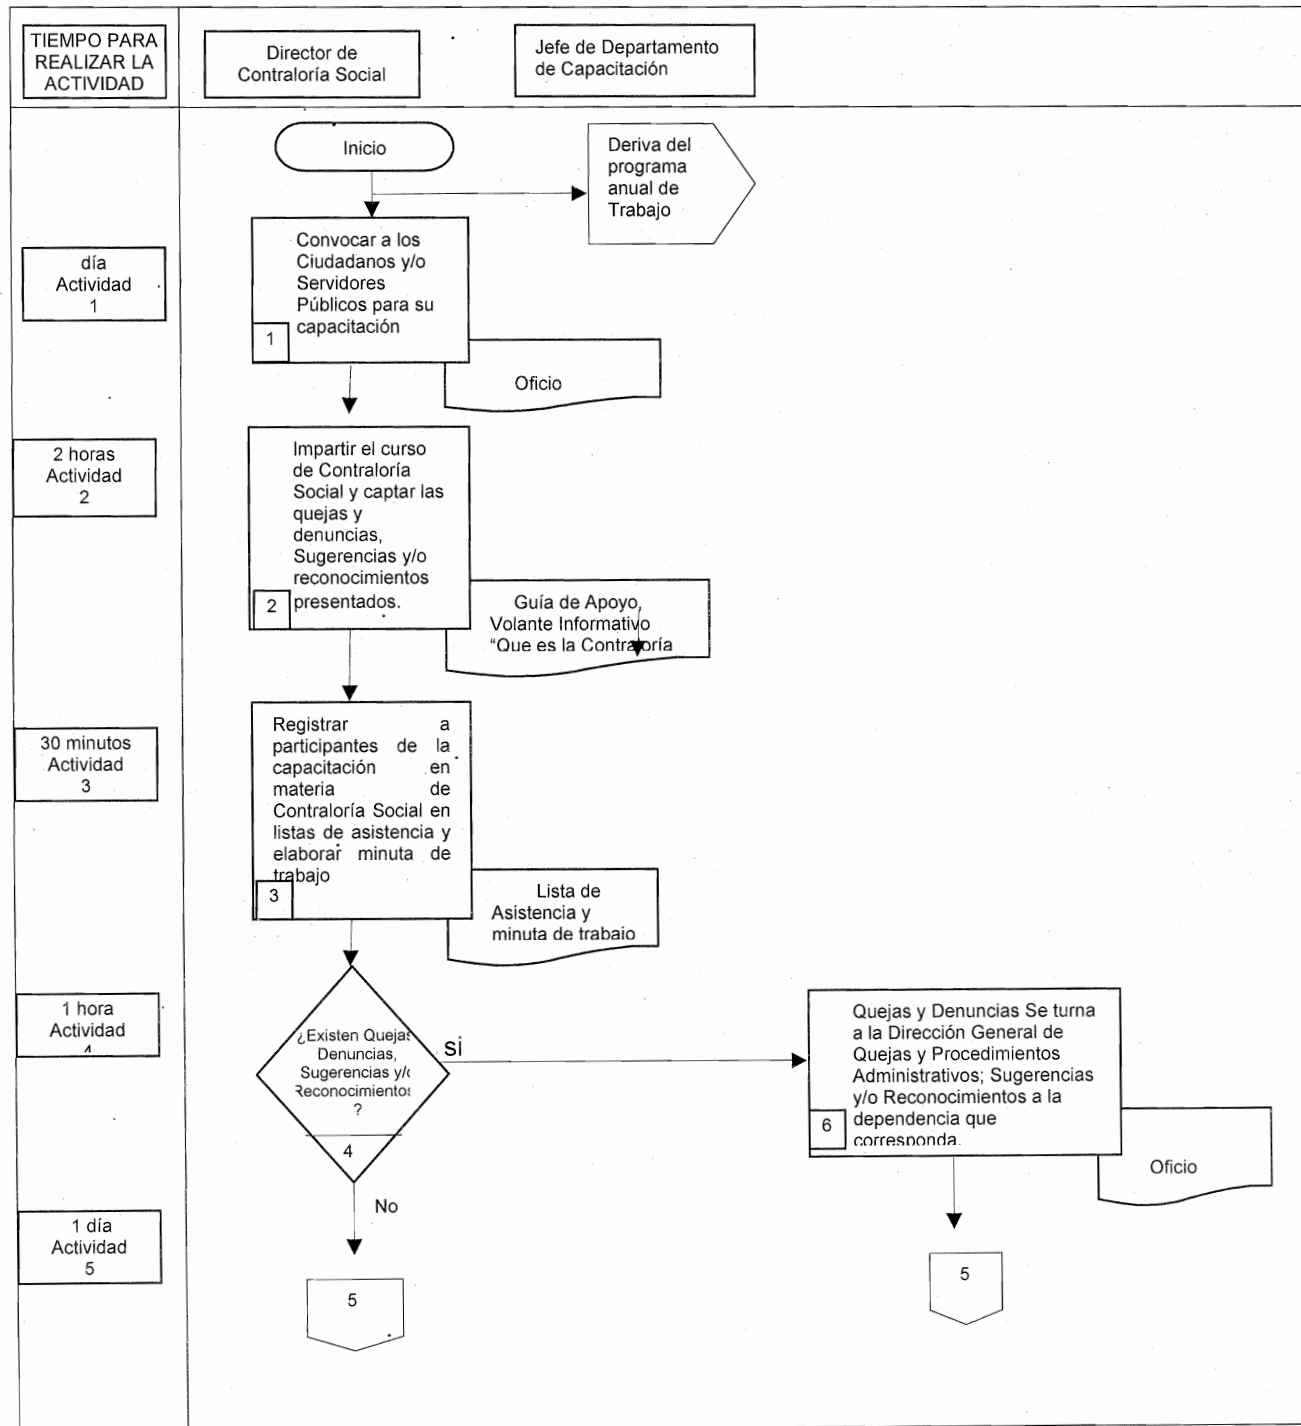 TIEMPO PARA
REALIZAR LA
ACTIVIDAD
Director de
Contraloría Social
Jefe de Departamento
de Capacitación
Inicio
Deriva del
programa
anual de
Trabajo
día
Actividad
1
Convocar a los
Ciudadanos y/o
Servidores
Públicos para su
capacitación
1
Oficio
2 horas
Actividad
2
Impartir el curso
de Contraloría
Social y captar las
quejas y
denuncias,
Sugerencias y/o
reconocimientos
presentados.
2
Guía de Apoyo,
Volante Informativo
“Que es la Contraloría
30 minutos
Actividad
3
Registrar a
participantes de la
capacitación en
materia de
Contraloría Social en
listas de asistencia y
elaborar minuta de
trabajo
3
Lista de
Asistencia y
minuta de trabajo
1 hora
Actividad
¿Existen Quejas
Denuncias,
Sugerencias y/o
Reconocimientos
?
4
si
No
Quejas y Denuncias Se turna
a la Dirección General de
Quejas y Procedimientos
Administrativos; Sugerencias
y/o Reconocimientos a la
dependencia que
corresponda.
6
Oficio
1 día
Actividad
5
5
5